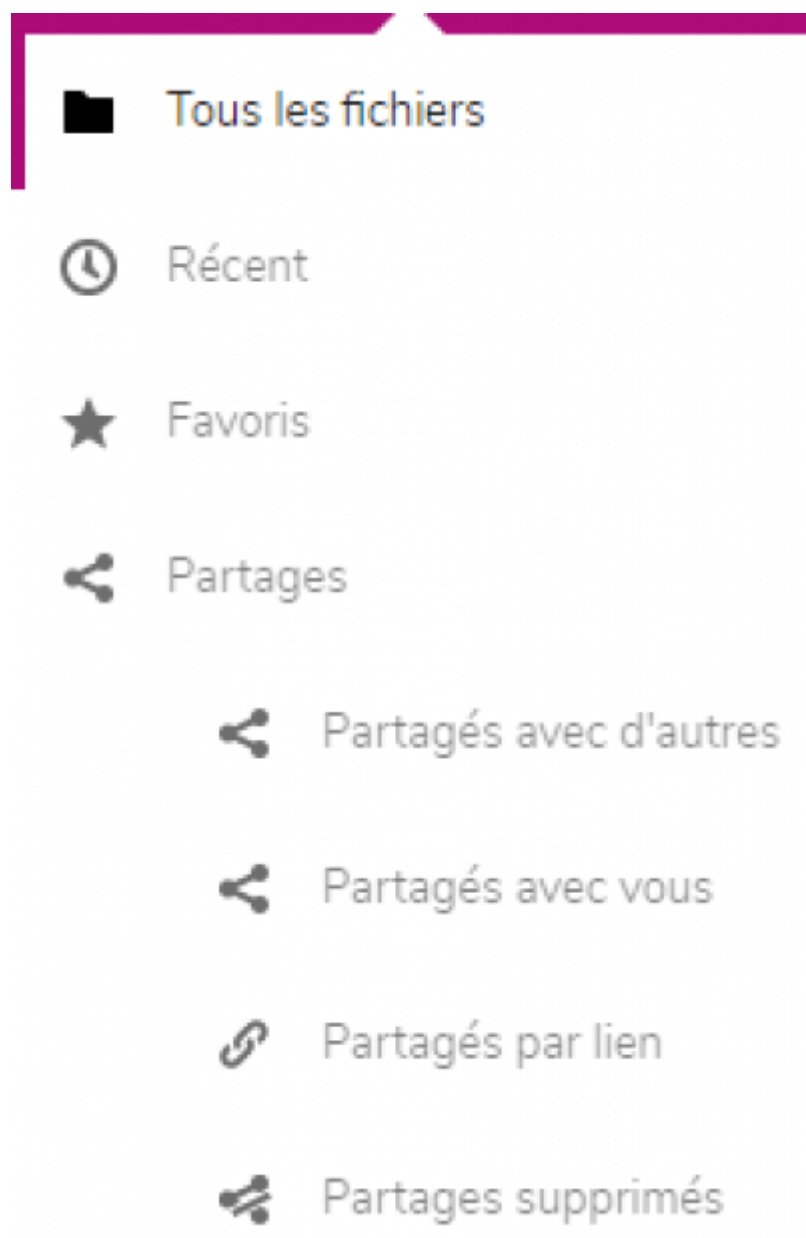 Tous les fichiers
Récent
Favoris
Partages
Partagés avec d'autres
Partagés avec vous
Partagés par lien
Partages supprimés